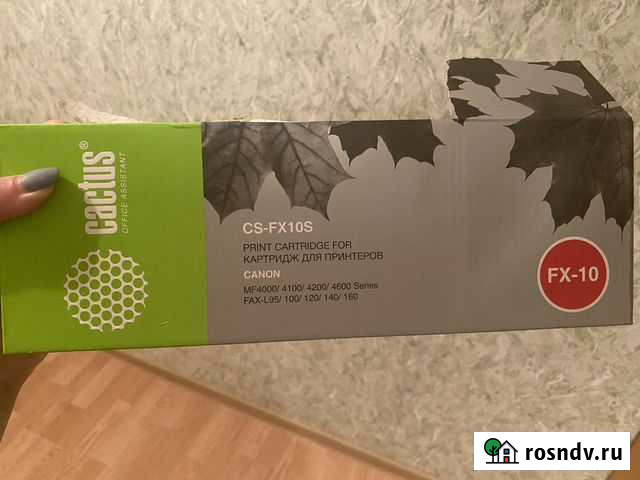 cactus®
OFFICE ASSISTANT
CS-FX10S
PRINT CARTRIDGE FOR
КАРТРИДЖ ДЛЯ ПРИНТЕРОВ
CANON
MF4000/ 4100/ 4200/ 4600 Series
FAX-L95/ 100/ 120/ 140/ 160
FX-10
rosndv.ru